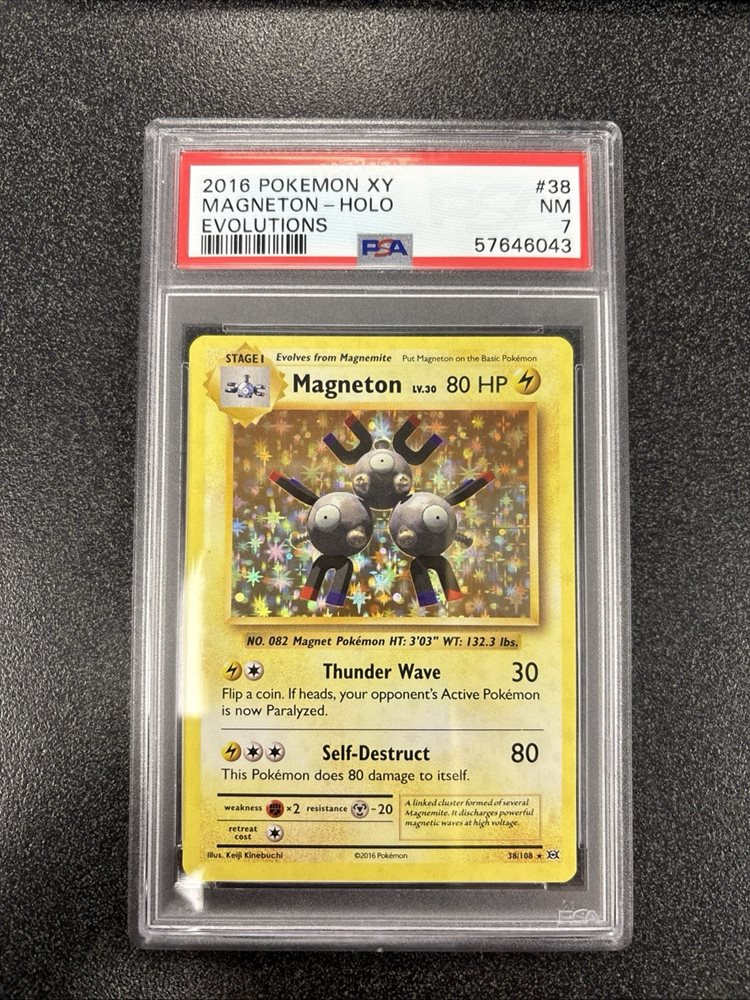 2016 POKEMON XY #38
MAGNETON - HOLO NM
EVOLUTIONS 7
PSA 57646043
STAGE 1 Evolves from Magnemite Put Magneton on the Basic Pokémon
Magneton LV.30 80 HP
NO. 082 Magnet Pokémon HT: 3'03" WT: 132.3 lbs.
Thunder Wave 30
Flip a coin. If heads, your opponent's Active Pokémon
is now Paralyzed.
Self-Destruct 80
This Pokémon does 80 damage to itself.
weakness ×2 resistance -20
retreat
cost
A linked cluster formed of several
Magnemite. It discharges powerful
magnetic waves at high voltage.
Illus. Keiji Kinebuchi ©2016 Pokémon 38/108 ★
PSA